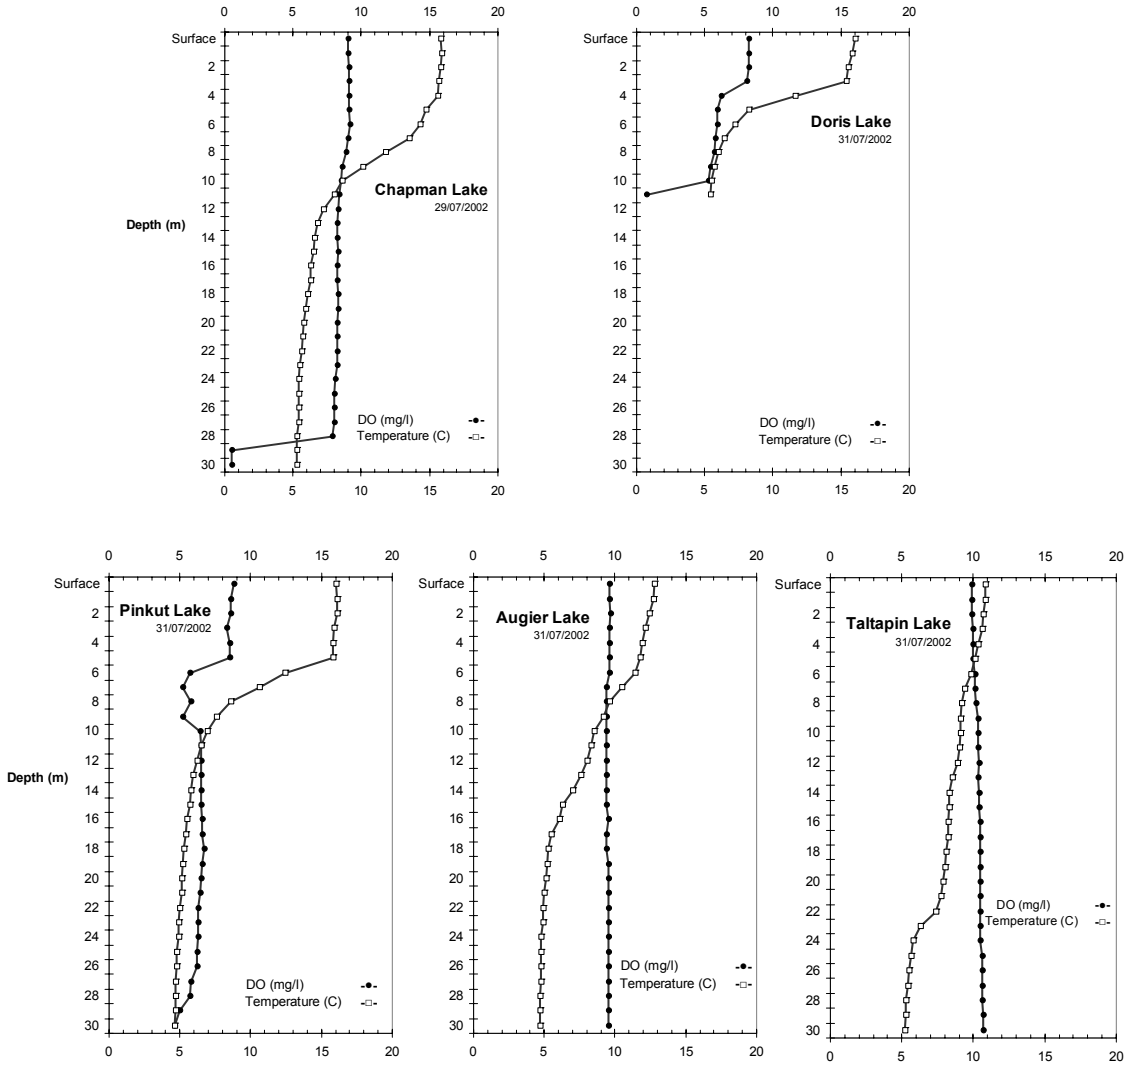 0 5 10 15 20
Surface
2
4
6
8
10
12
14
16
18
20
22
24
26
28
30
Depth (m)
Chapman Lake
29/07/2002
DO (mg/l)
Temperature (C)
0 5 10 15 20
0 5 10 15 20
Surface
2
4
6
8
10
12
14
16
18
20
22
24
26
28
30
Doris Lake
31/07/2002
DO (mg/l)
Temperature (C)
0 5 10 15 20
0 5 10 15 20
Surface
2
4
6
8
10
12
14
16
18
20
22
24
26
28
30
Depth (m)
Pinkut Lake
31/07/2002
DO (mg/l)
Temperature (C)
0 5 10 15 20
0 5 10 15 20
Surface
2
4
6
8
10
12
14
16
18
20
22
24
26
28
30
Augier Lake
31/07/2002
DO (mg/l)
Temperature (C)
0 5 10 15 20
0 5 10 15 20
Surface
2
4
6
8
10
12
14
16
18
20
22
24
26
28
30
Taltapin Lake
31/07/2002
DO (mg/l)
Temperature (C)
0 5 10 15 20